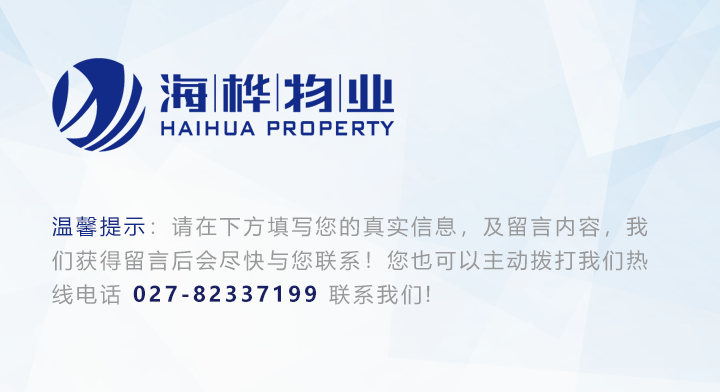 海桦物业
HAIHUA PROPERTY
温馨提示：请在下方填写您的真实信息，及留言内容，我
们获得留言后会尽快与您联系！您也可以主动拨打我们热
线电话 027-82337199 联系我们!